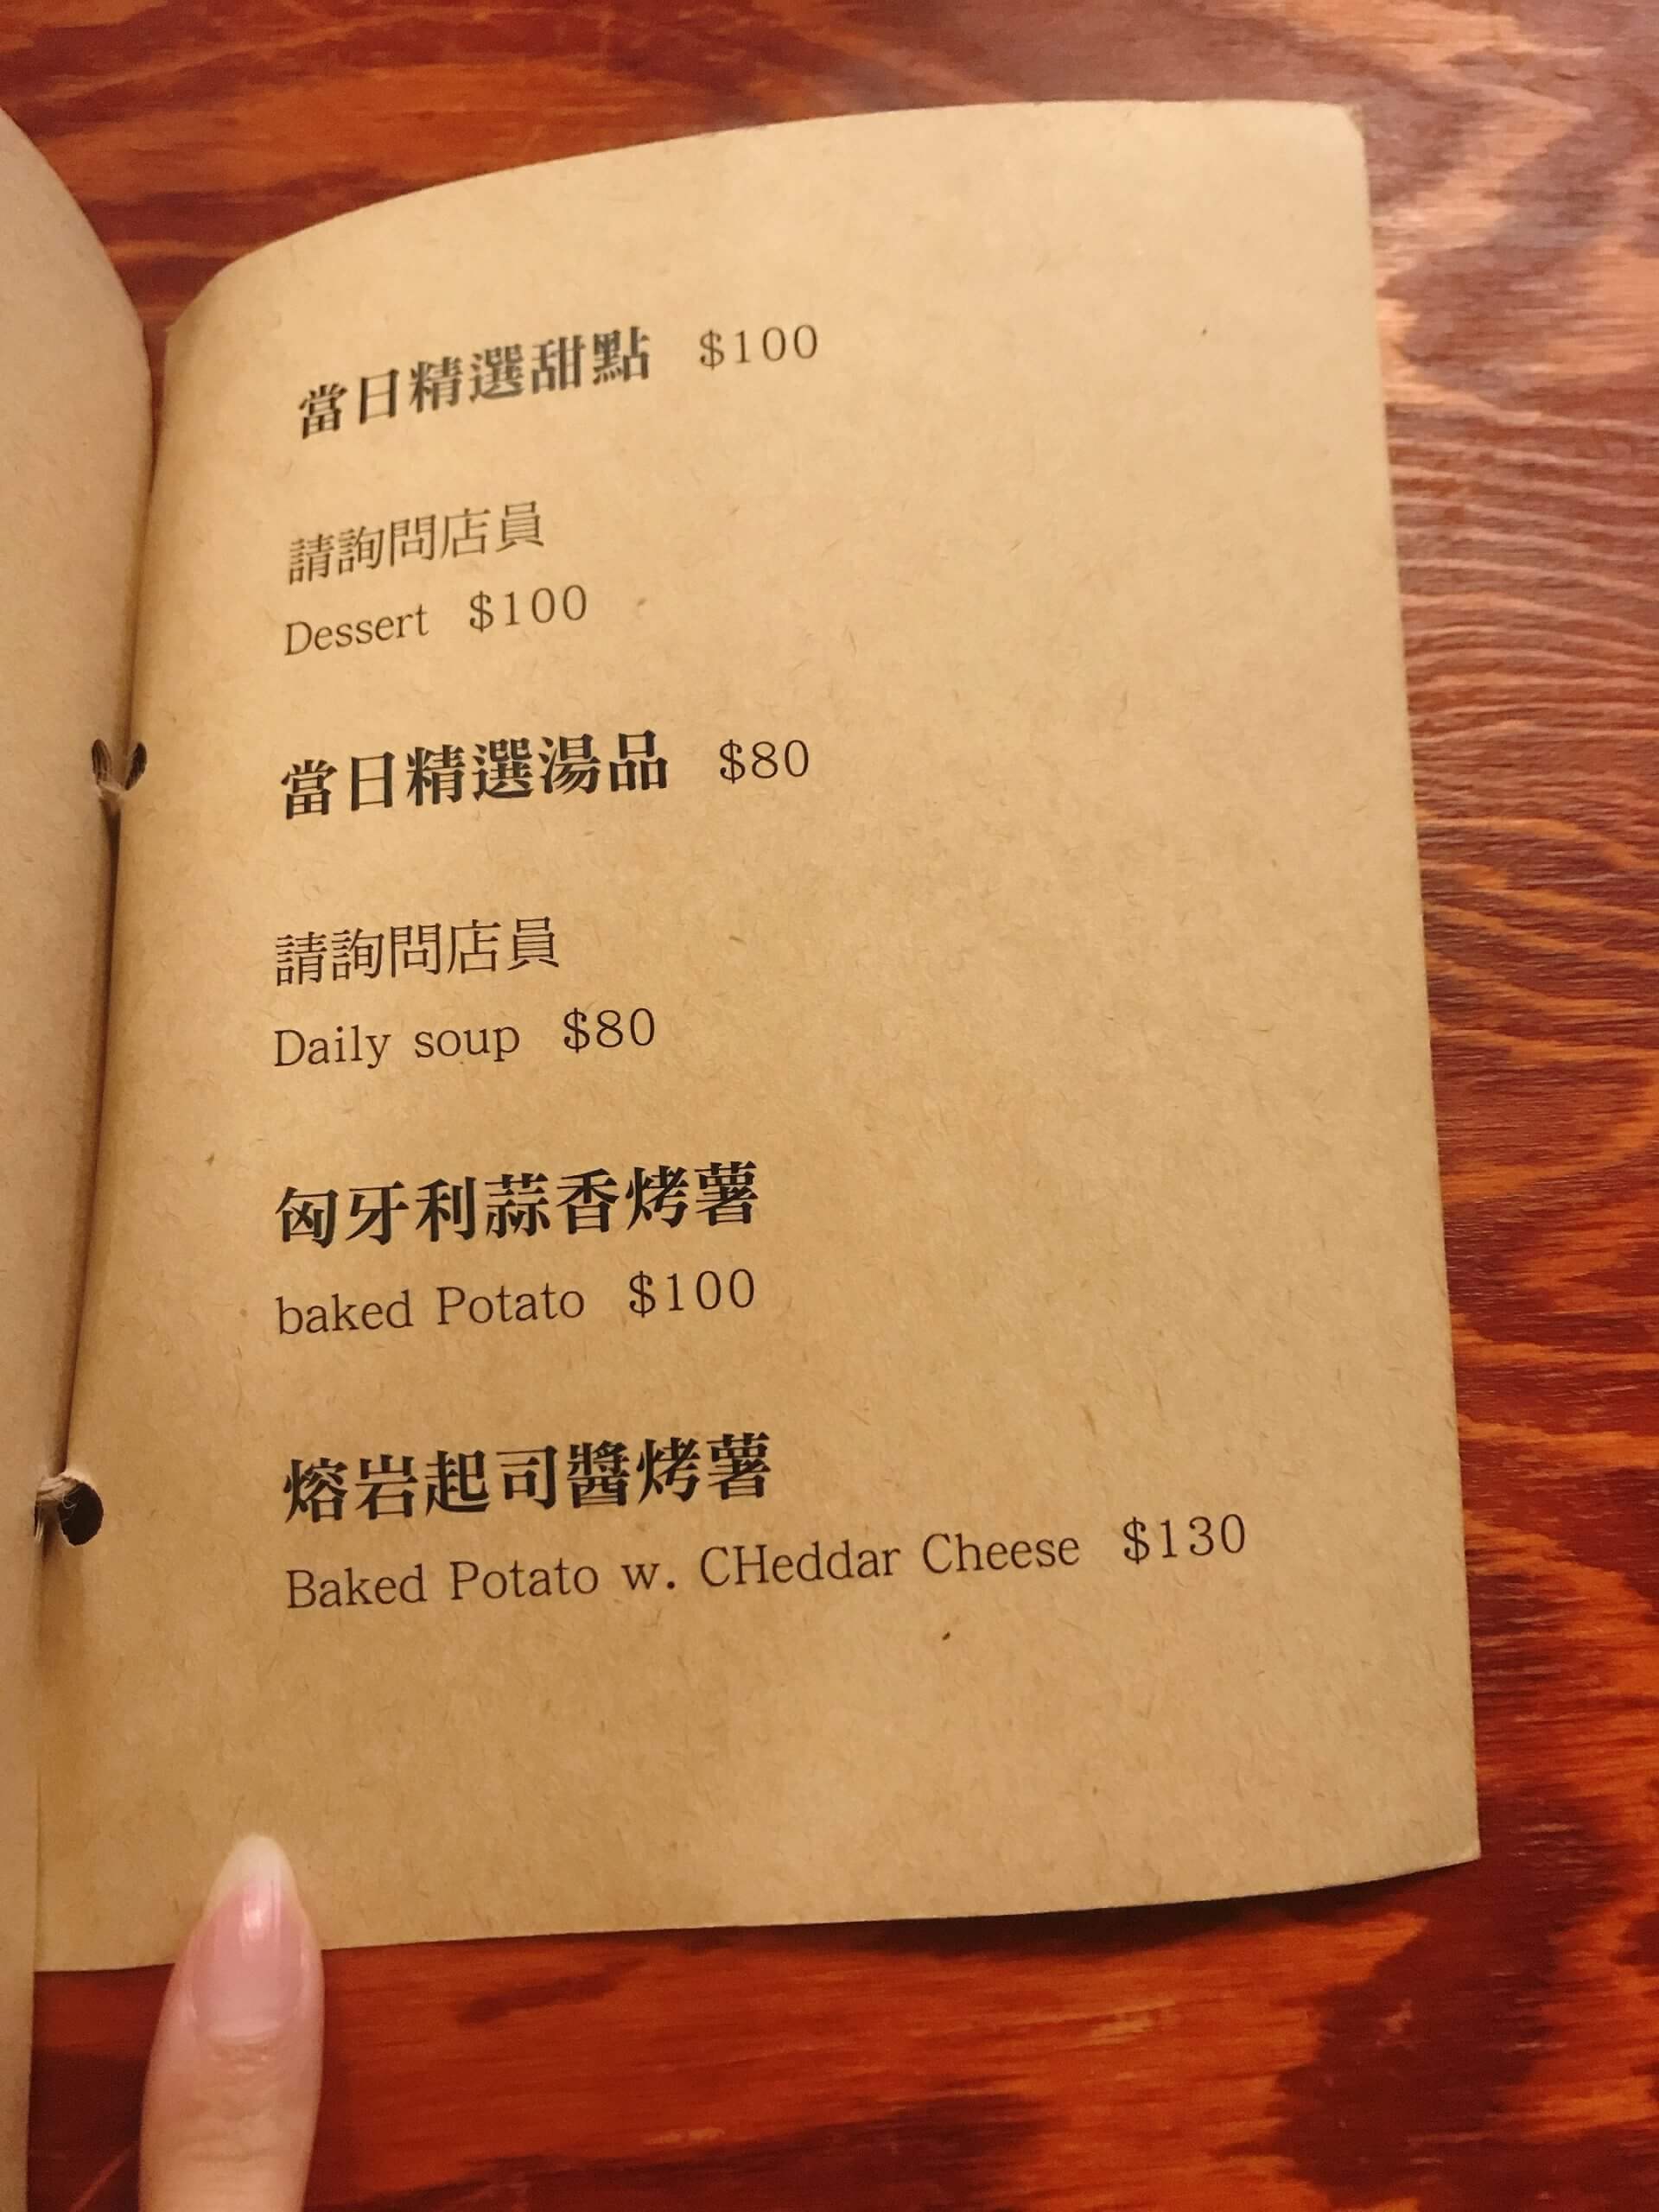 當日精選甜點 $100
請詢問店員
Dessert $100
當日精選湯品 $80
請詢問店員
Daily soup $80
匈牙利蒜香烤薯
baked Potato $100
熔岩起司醬烤薯
Baked Potato w. CHeddar Cheese $130